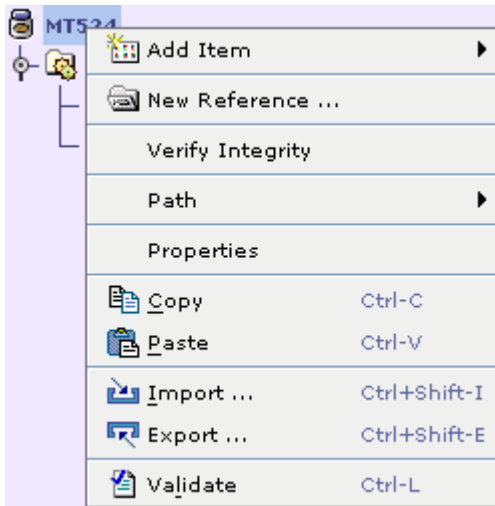 MT524
Add Item
New Reference ...
Verify Integrity
Path
Properties
Copy Ctrl-C
Paste Ctrl-V
Import ... Ctrl+Shift-I
Export ... Ctrl+Shift-E
Validate Ctrl-L